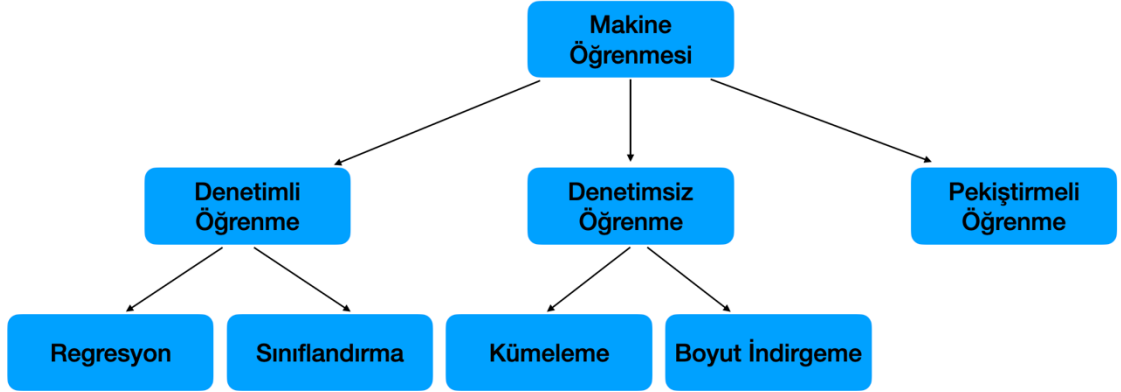 Makine
Öğrenmesi
Denetimli
Öğrenme
Denetimsiz
Öğrenme
Pekiştirmeli
Öğrenme
Regresyon
Sınıflandırma
Kümeleme
Boyut İndirgeme